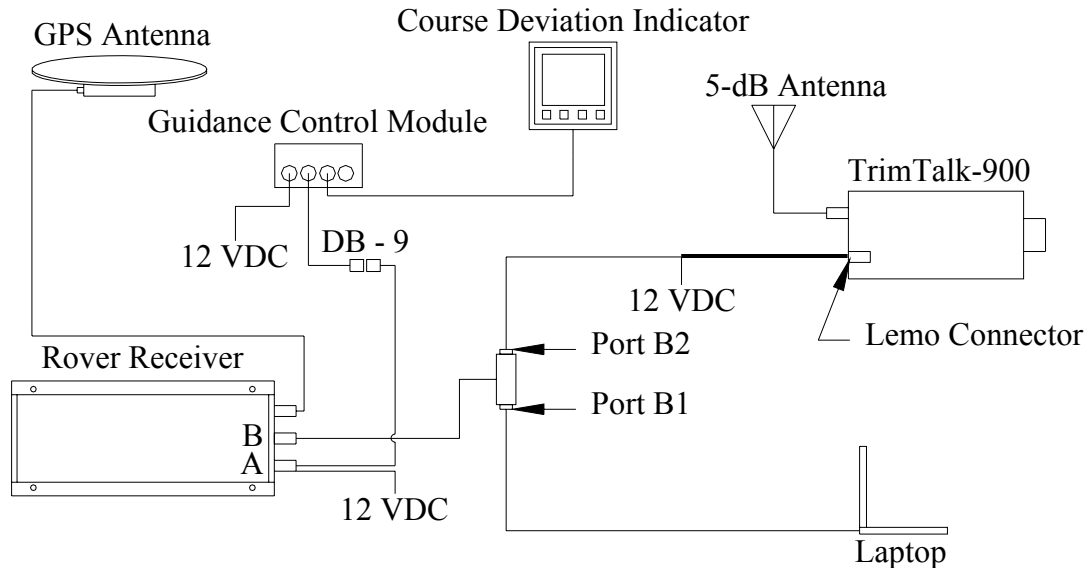 Course Deviation Indicator
GPS Antenna
5-dB Antenna
Guidance Control Module
TrimTalk-900
12 VDC
DB - 9
12 VDC
Lemo Connector
Port B2
Rover Receiver
Port B1
B
A
12 VDC
Laptop